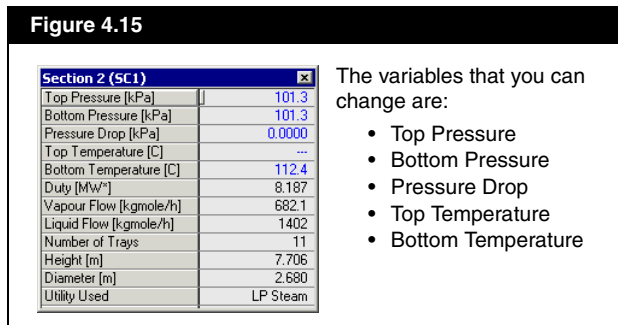 Figure 4.15
Section 2 (SC1)
Top Pressure [kPa] 101.3
Bottom Pressure [kPa] 101.3
Pressure Drop [kPa] 0.0000
Top Temperature [C] ---
Bottom Temperature [C] 112.4
Duty [MW*] 8.187
Vapour Flow [kgmole/h] 682.1
Liquid Flow [kgmole/h] 1402
Number of Trays 11
Height [m] 7.706
Diameter [m] 2.680
Utility Used LP Steam
The variables that you can
change are:
• Top Pressure
• Bottom Pressure
• Pressure Drop
• Top Temperature
• Bottom Temperature